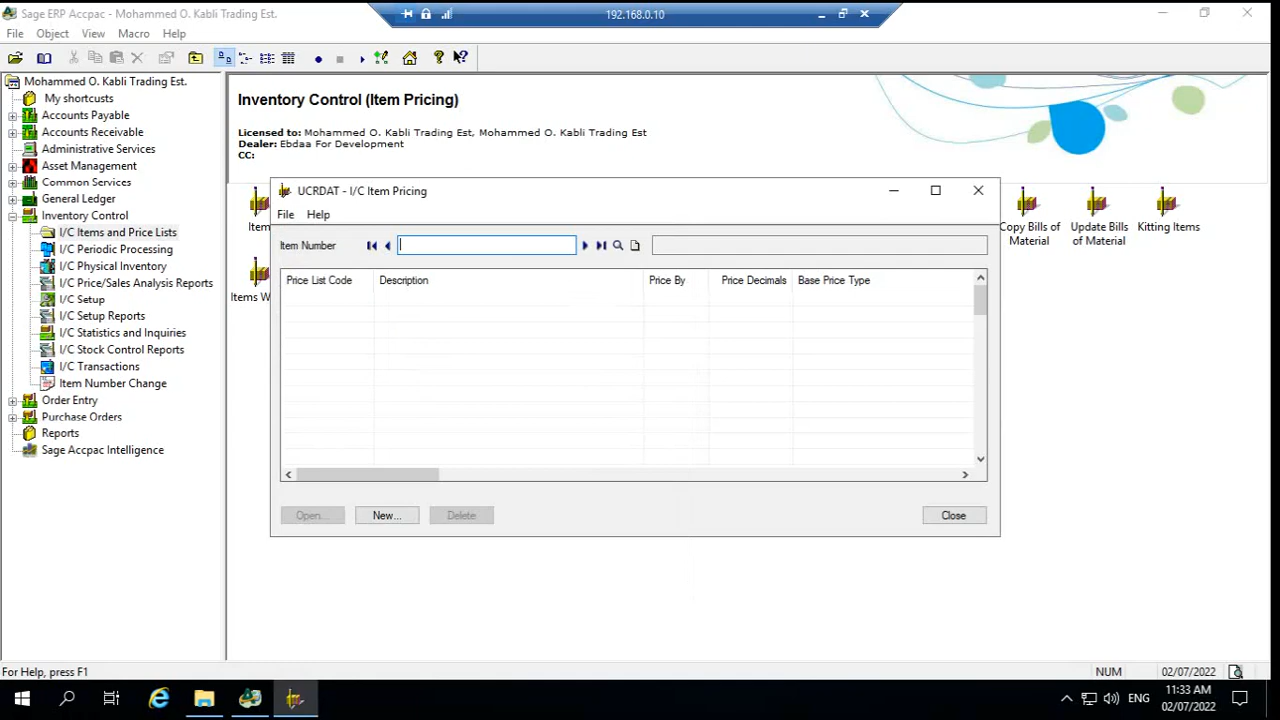 Sage ERP Accpac - Mohammed O. Kabli Trading Est.
192.168.0.10
File Object View Macro Help
Mohammed O. Kabli Trading Est.
My shortcusts
Accounts Payable
Accounts Receivable
Administrative Services
Asset Management
Common Services
General Ledger
Inventory Control
I/C Items and Price Lists
I/C Periodic Processing
I/C Physical Inventory
I/C Price/Sales Analysis Reports
I/C Setup
I/C Setup Reports
I/C Statistics and Inquiries
I/C Stock Control Reports
I/C Transactions
Item Number Change
Order Entry
Purchase Orders
Reports
Sage Accpac Intelligence
Inventory Control (Item Pricing)
Licensed to: Mohammed O. Kabli Trading Est, Mohammed O. Kabli Trading Est
Dealer: Ebdaa For Development
CC:
Item
Items W
Copy Bills of
Material
Update Bills
of Material
Kitting Items
UCRDAT - I/C Item Pricing
File Help
Item Number
Price List Code Description Price By Price Decimals Base Price Type
Open... New... Delete Close
For Help, press F1
NUM 02/07/2022
ENG
11:33 AM
02/07/2022